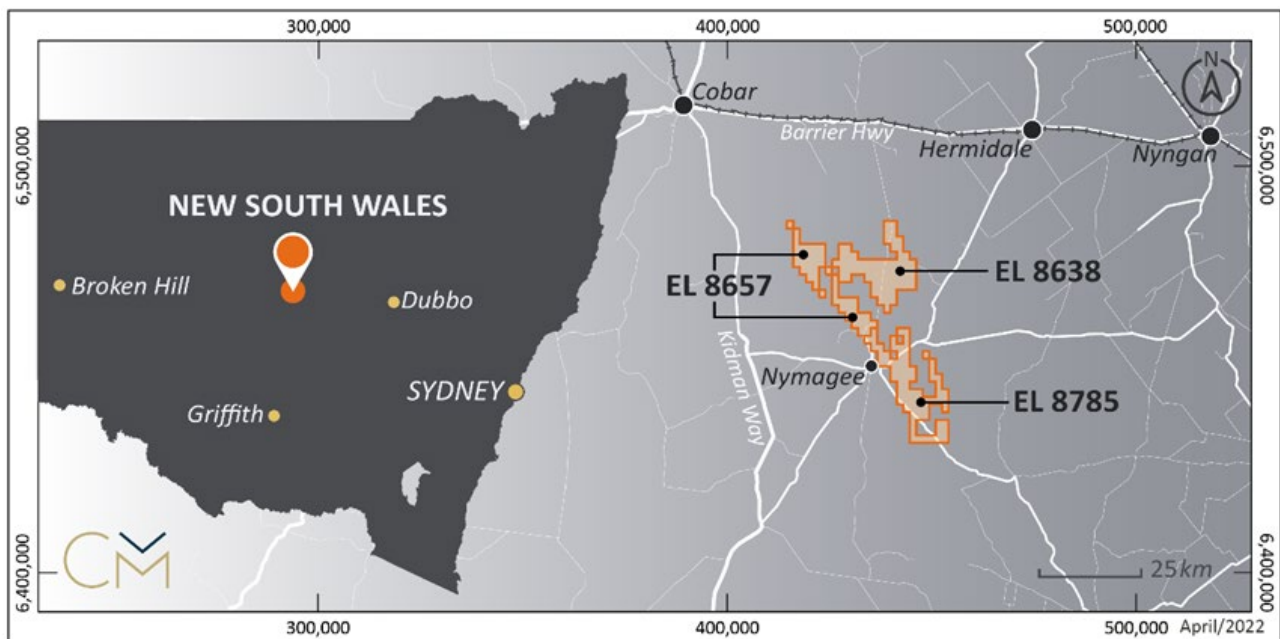 300,000
400,000
500,000
N
Cobar
Barrier Hwy
Hermidale
Nyngan
6,500,000
6,500,000
NEW SOUTH WALES
Broken Hill
Dubbo
EL 8657
EL 8638
Kidman Way
Nymagee
SYDNEY
Griffith
EL 8785
CM
25km
6,400,000
6,400,000
300,000
400,000
500,000
April/2022